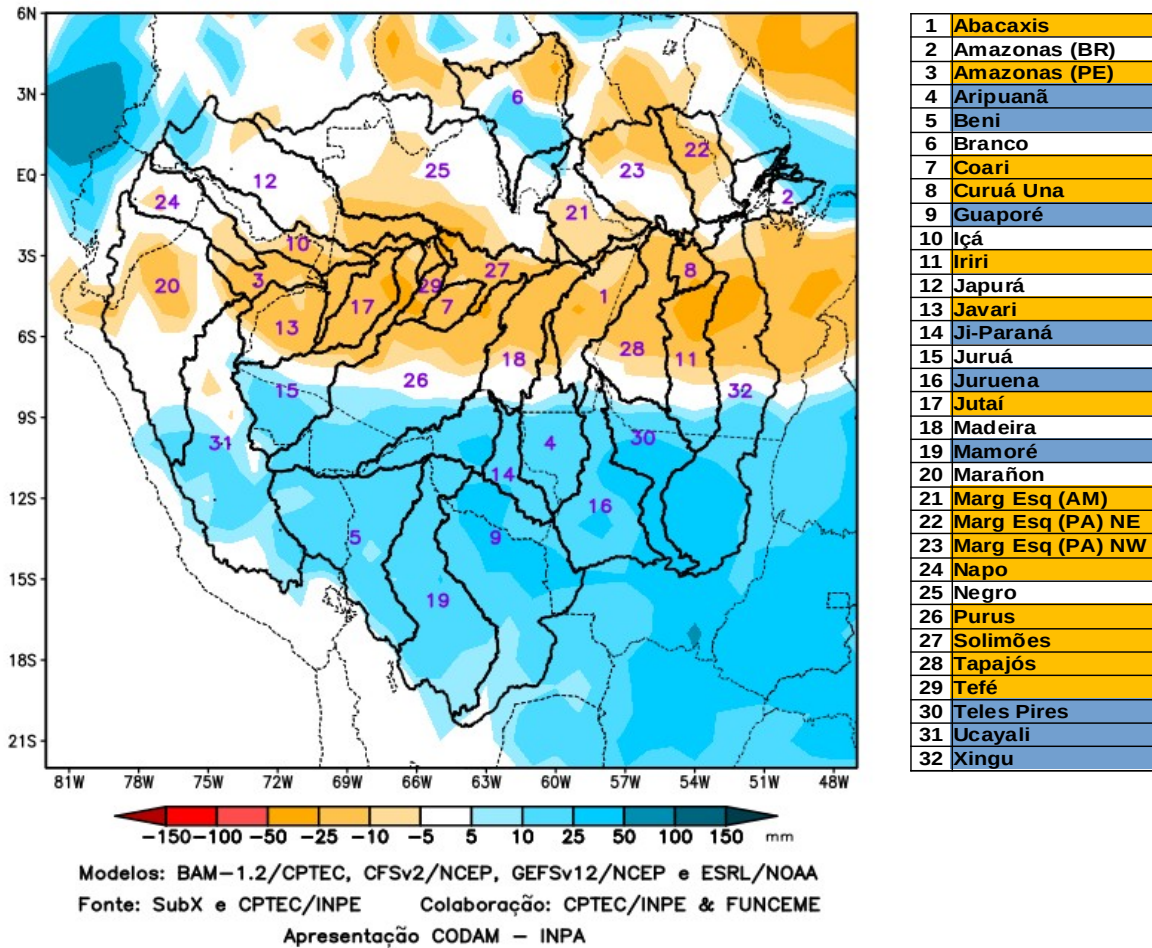 6N
3N
EQ
3S
6S
9S
12S
15S
18S
21S
81W 78W 75W 72W 69W 66W 63W 60W 57W 54W 51W 48W
6
22
12
25
23
24
2
21
10
27
20
3
29
8
17
7
1
13
18
28
11
15
26
32
31
4
30
14
16
5
9
19
-150 -100 -50 -25 -10 -5 5 10 25 50 100 150 mm
Modelos: BAM-1.2/CPTEC, CFSv2/NCEP, GEFSv12/NCEP e ESRL/NOAA
Fonte: SubX e CPTEC/INPE Colaboração: CPTEC/INPE & FUNCEME
Apresentação CODAM - INPA
1 Abacaxis
2 Amazonas (BR)
3 Amazonas (PE)
4 Aripuanã
5 Beni
6 Branco
7 Coari
8 Curuá Una
9 Guaporé
10 Içá
11 Iriri
12 Japurá
13 Javari
14 Ji-Paraná
15 Juruá
16 Juruena
17 Jutaí
18 Madeira
19 Mamoré
20 Marañon
21 Marg Esq (AM)
22 Marg Esq (PA) NE
23 Marg Esq (PA) NW
24 Napo
25 Negro
26 Purus
27 Solimões
28 Tapajós
29 Tefé
30 Teles Pires
31 Ucayali
32 Xingu